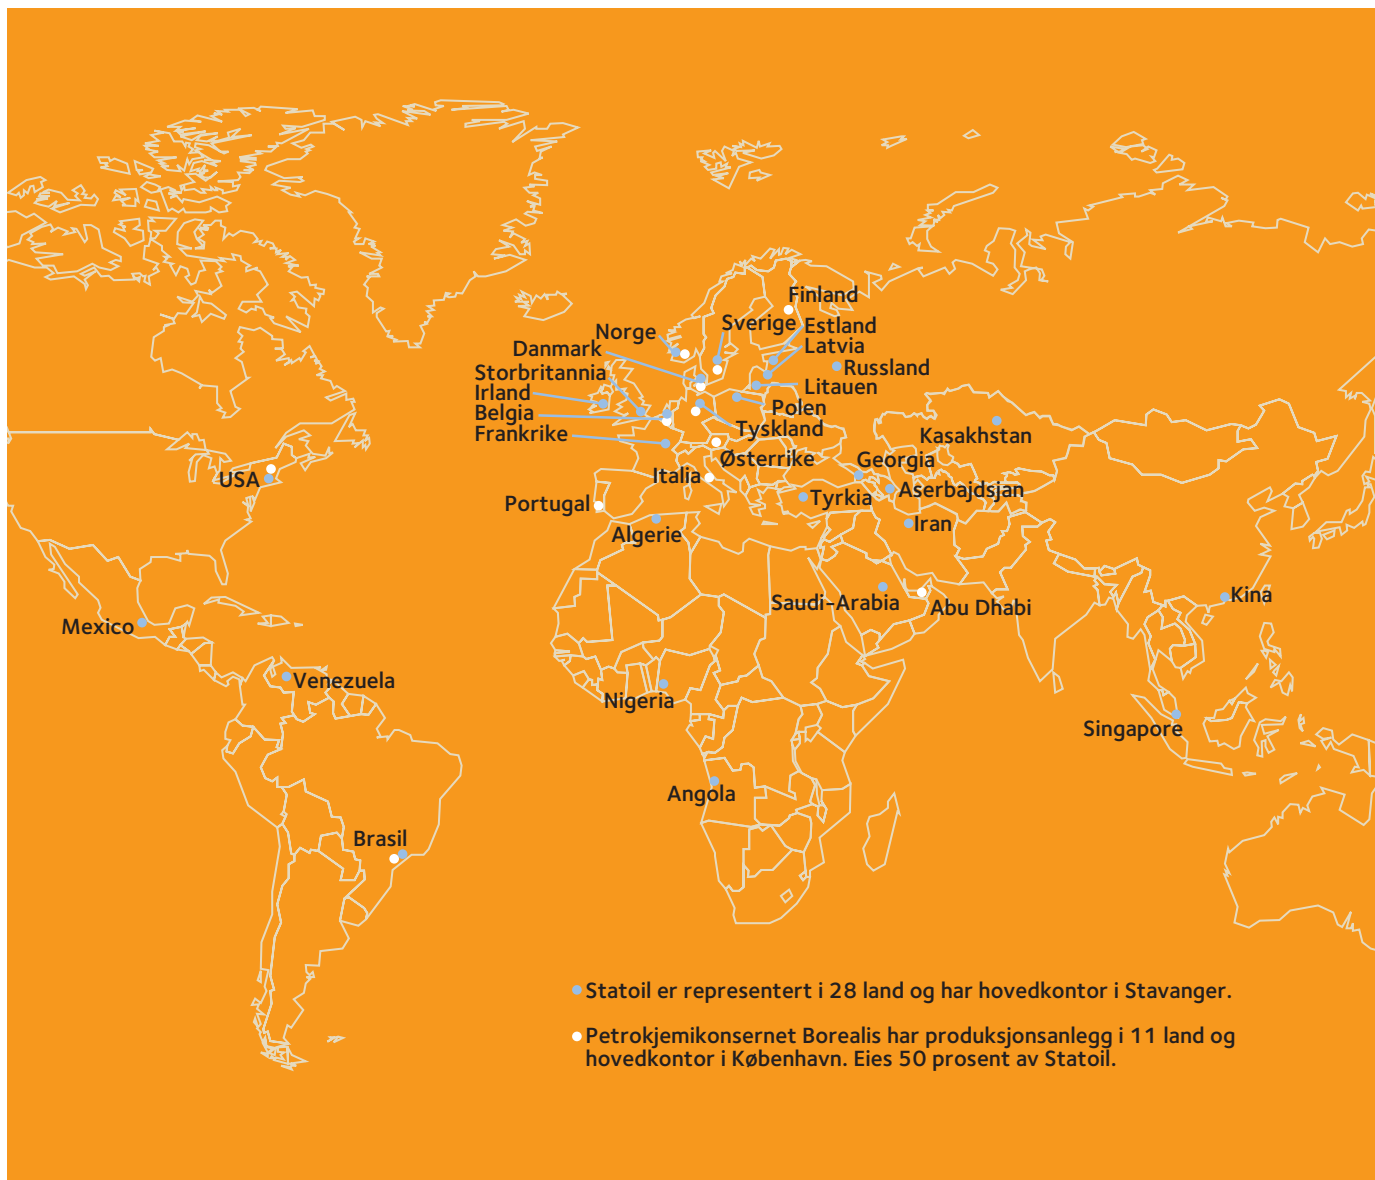 Finland
Norge
Sverige
Estland
Danmark
Latvia
Storbritannia
Russland
Irland
Litauen
Belgia
Polen
Frankrike
Tyskland
Kasakhstan
Østerrike
Georgia
USA
Italia
Aserbajdsjan
Portugal
Tyrkia
Algerie
Iran
Saudi-Arabia
Abu Dhabi
Kina
Mexico
Venezuela
Nigeria
Singapore
Angola
Brasil
Statoil er representert i 28 land og har hovedkontor i Stavanger.
Petrokjemikonsernet Borealis har produksjonsanlegg i 11 land og
hovedkontor i København. Eies 50 prosent av Statoil.